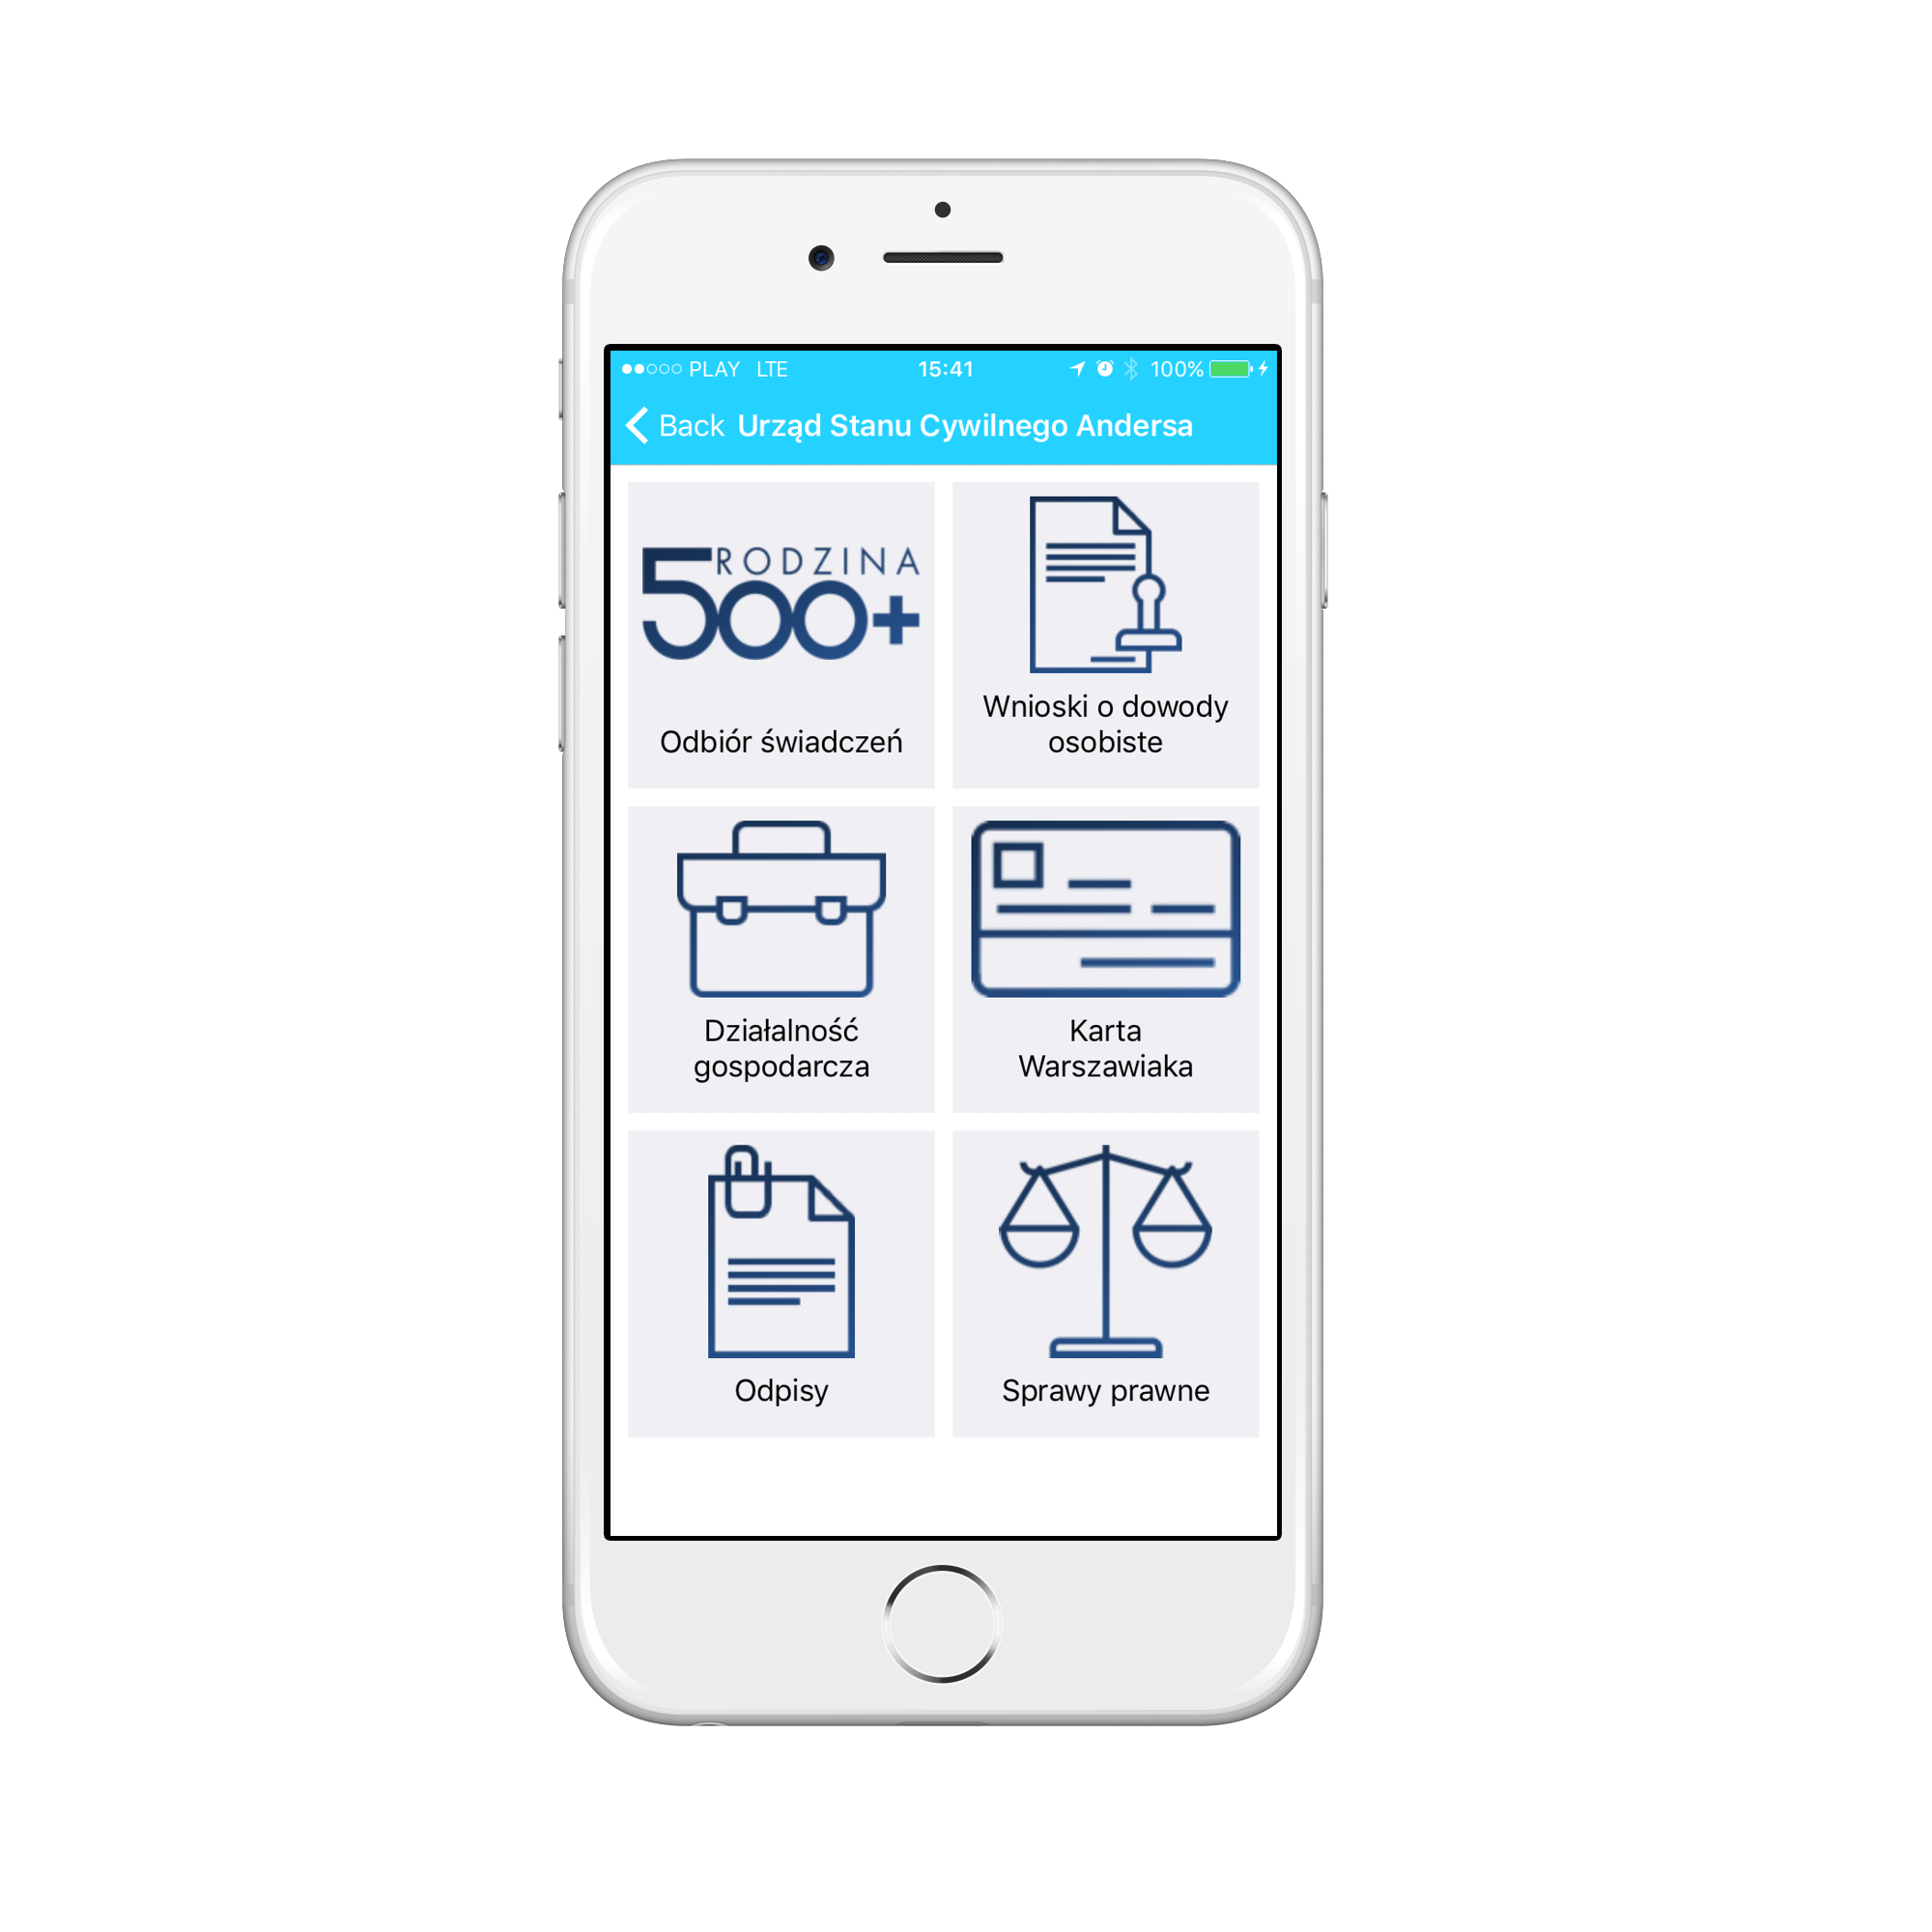 PLAY LTE 15:41 100%
Back Urząd Stanu Cywilnego Andersa
RODZINA
500+
Odbiór świadczeń
Wnioski o dowody
osobiste
Działalność
gospodarcza
Karta
Warszawiaka
Odpisy
Sprawy prawne